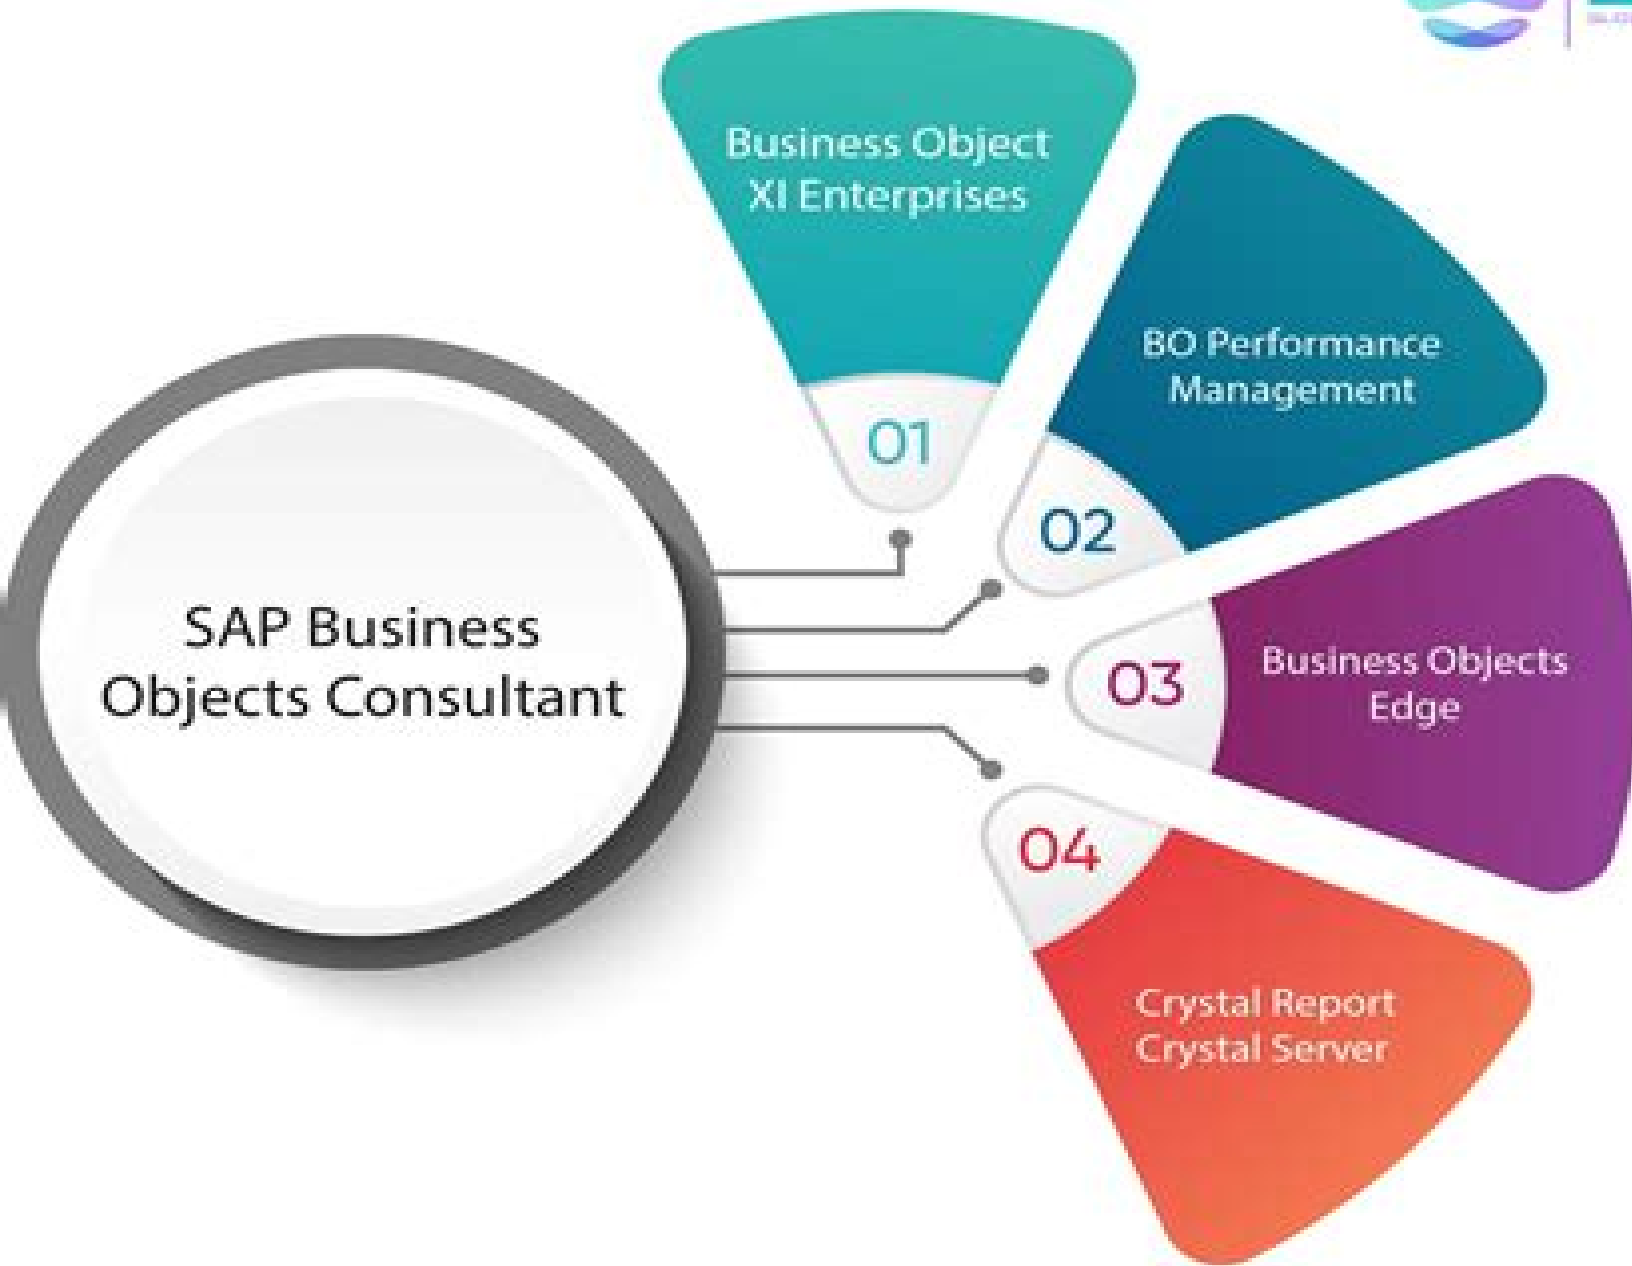 SAP Business
Objects Consultant
Business Object
XI Enterprises
01
BO Performance
Management
02
03
Business Objects
Edge
04
Crystal Report
Crystal Server